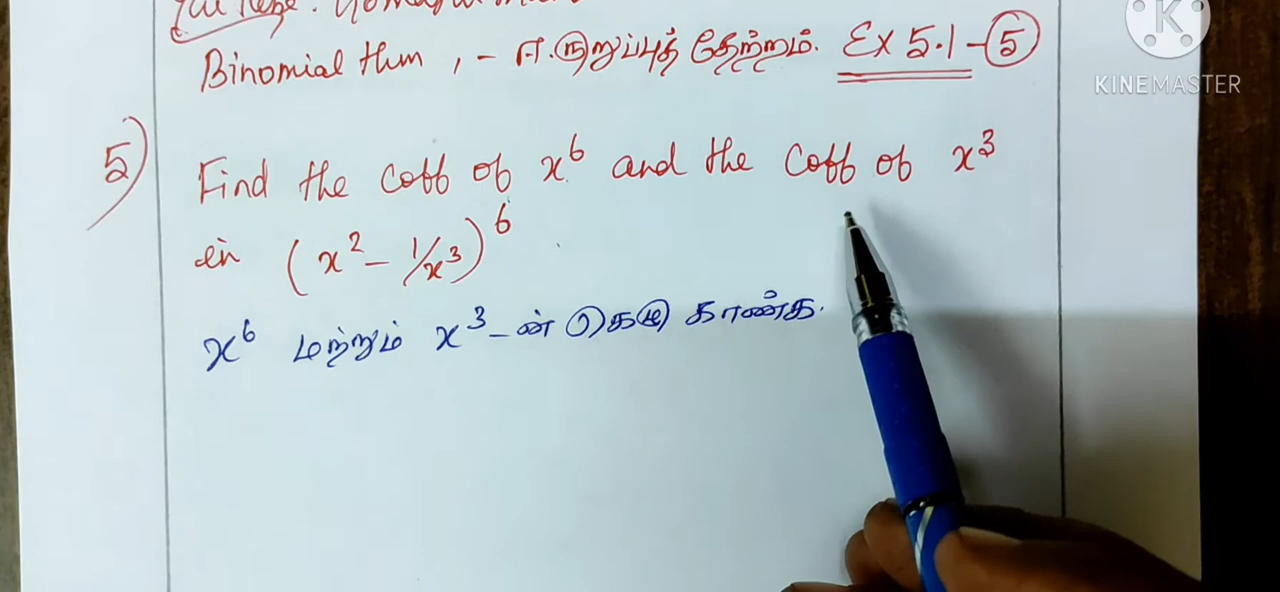 Binomial thm , - ஈ.ருறுப்புத் தேற்றம். Ex 5.1 - 5
KINEMASTER
5) Find the Coff of x⁶ and the Coff of x³
in (x² - 1/x³)⁶
x⁶ மற்றும் x³-ன் கெழு காண்க.